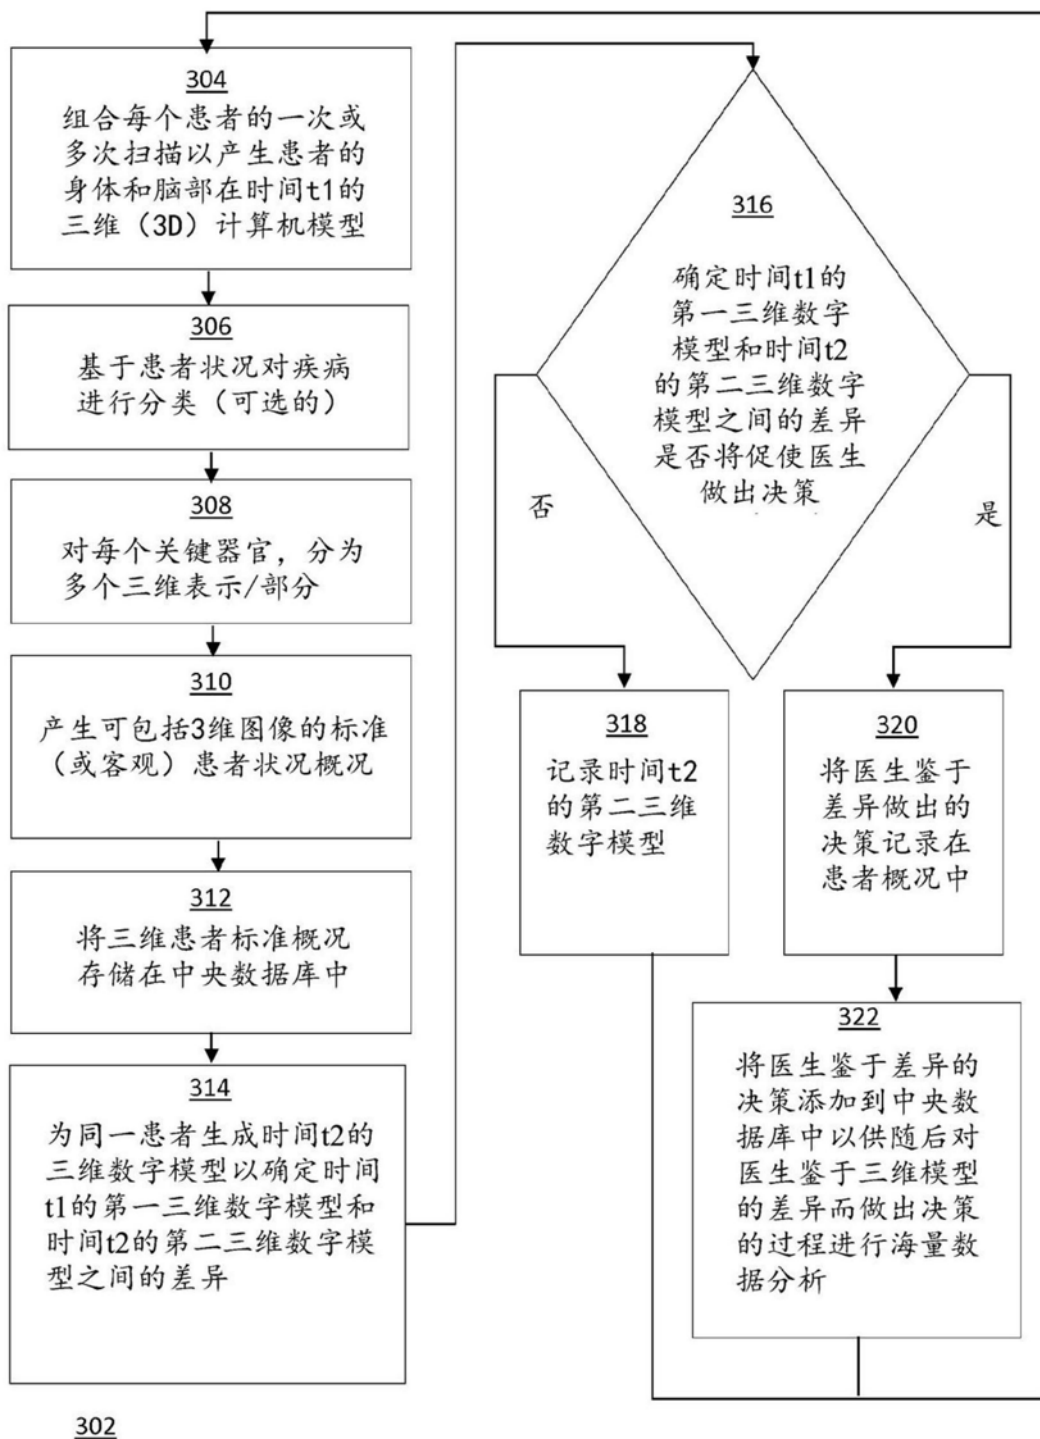 304
组合每个患者的一次或
多次扫描以产生患者的
身体和脑部在时间t1的
三维（3D）计算机模型
306
基于患者状况对疾病
进行分类（可选的）
308
对每个关键器官，分为
多个三维表示/部分
310
产生可包括3维图像的标准
（或客观）患者状况概况
312
将三维患者标准概况
存储在中央数据库中
314
为同一患者生成时间t2的
三维数字模型以确定时间
t1的第一三维数字模型和
时间t2的第二三维数字模
型之间的差异
316
确定时间t1的
第一三维数字
模型和时间t2
的第二三维数字
模型之间的差异
是否将促使医生
做出决策
否
是
318
记录时间t2
的第二三维
数字模型
320
将医生鉴于
差异做出的
决策记录在
患者概况中
322
将医生鉴于差异的
决策添加到中央数
据库中以供随后对
医生鉴于三维模型
的差异而做出决策
的过程进行海量数
据分析
302